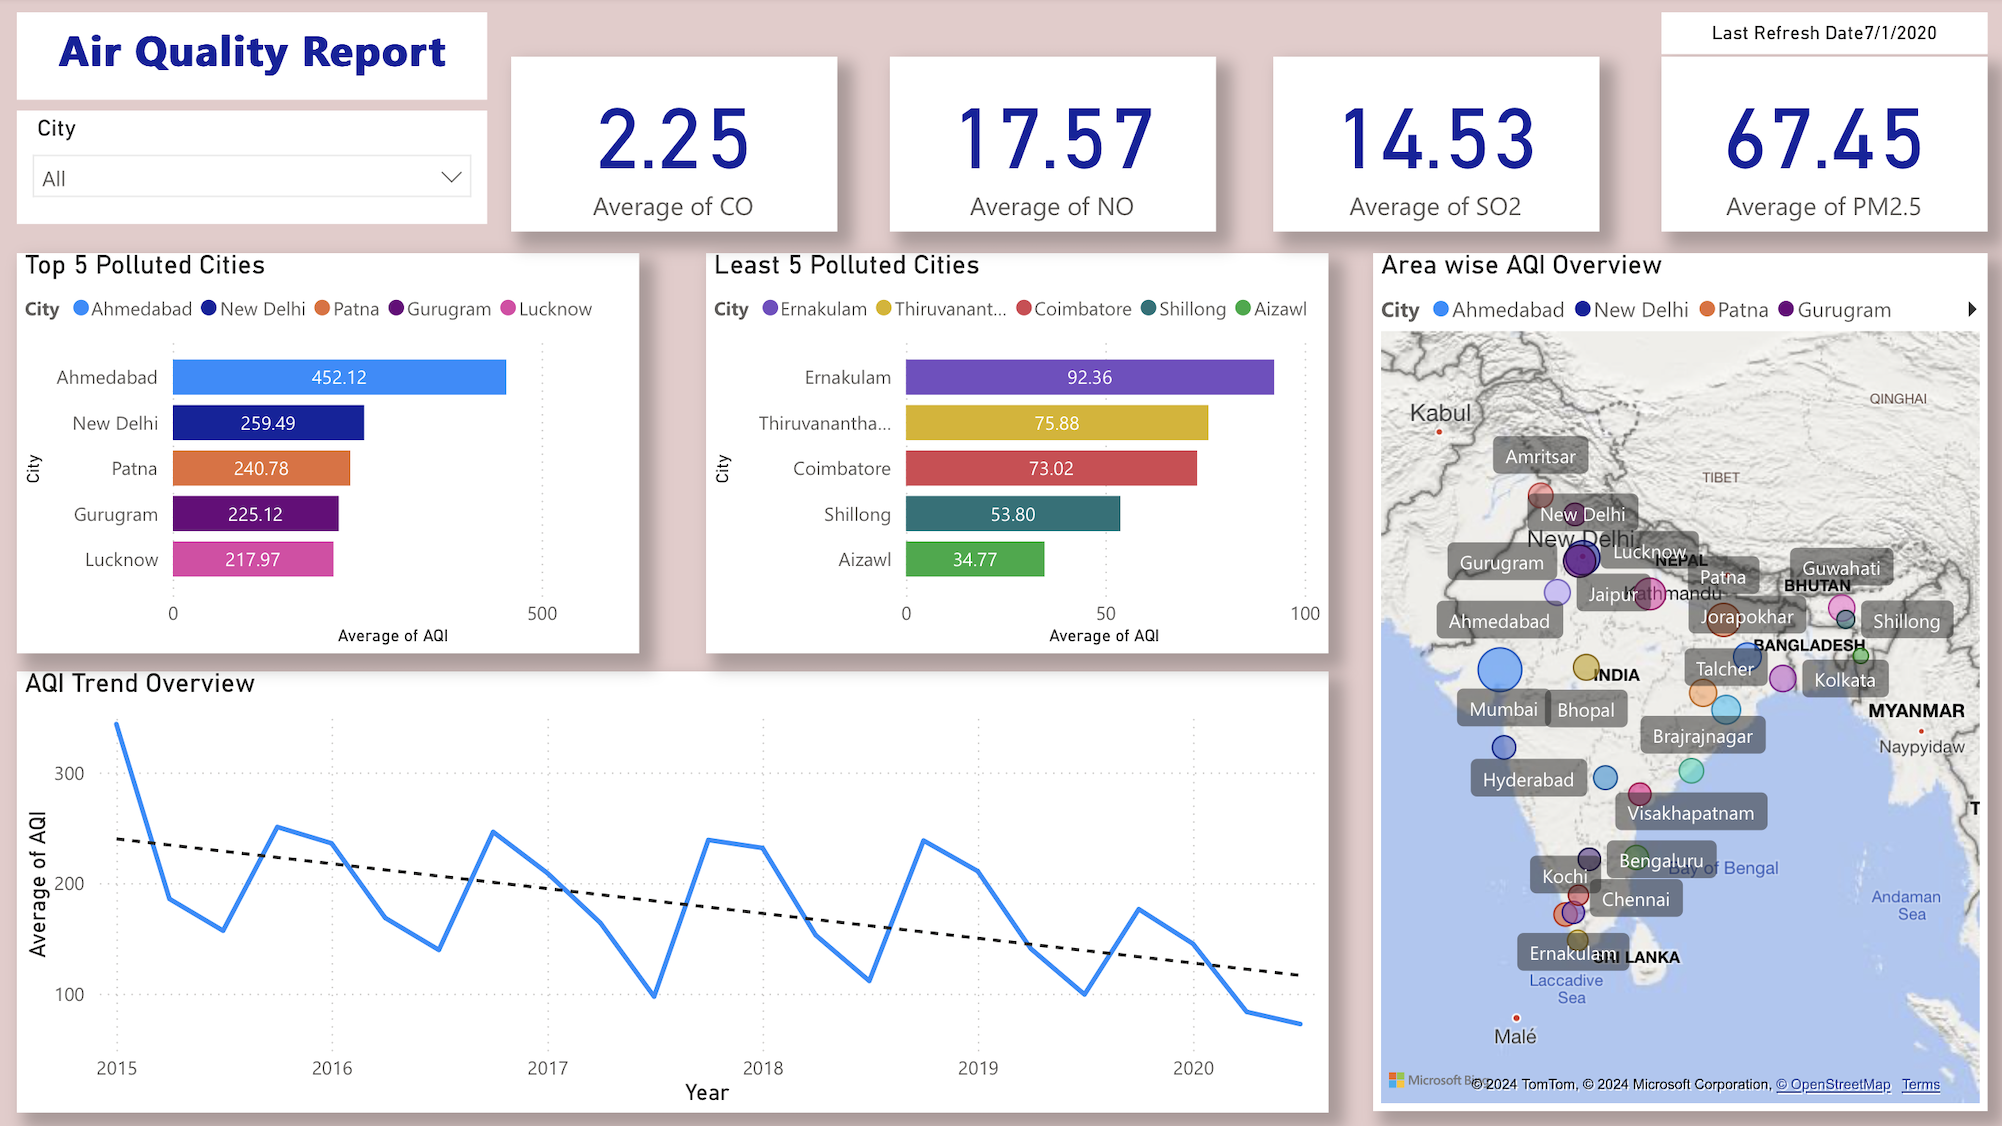 Air Quality Report
City
All
2.25
Average of CO
17.57
Average of NO
14.53
Average of SO2
Last Refresh Date7/1/2020
67.45
Average of PM2.5
Top 5 Polluted Cities
City Ahmedabad New Delhi Patna Gurugram Lucknow
Ahmedabad 452.12
New Delhi 259.49
Patna 240.78
Gurugram 225.12
Lucknow 217.97
City
0 500
Average of AQI
Least 5 Polluted Cities
City Ernakulam Thiruvanant... Coimbatore Shillong Aizawl
Ernakulam 92.36
Thiruvanantha... 75.88
Coimbatore 73.02
Shillong 53.80
Aizawl 34.77
City
0 50 100
Average of AQI
AQI Trend Overview
Average of AQI
300
200
100
2015 2016 2017 2018 2019 2020
Year
Area wise AQI Overview
City Ahmedabad New Delhi Patna Gurugram
QINGHAI
Kabul
Amritsar
TIBET
New Delhi
New Delhi
Lucknow
Gurugram
NEPAL
Guwahati
Patna
BHUTAN
Jaipur
Kathmandu
Ahmedabad
Jorapokhar
Shillong
BANGLADESH
Talcher
INDIA
Kolkata
Mumbai
Bhopal
MYANMAR
Brajrajnagar
Naypyidaw
Hyderabad
T
Visakhapatnam
Bengaluru
Bay of Bengal
Kochi
Chennai
Andaman
Sea
Ernakulam
SRI LANKA
Laccadive
Sea
Malé
Microsoft Bing
© 2024 TomTom, © 2024 Microsoft Corporation, © OpenStreetMap Terms